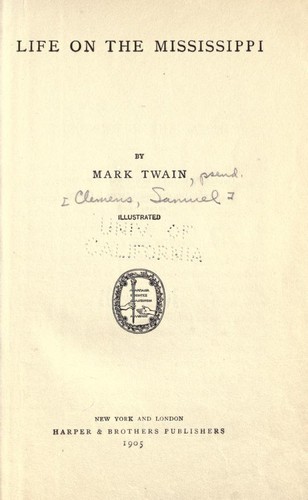 LIFE ON THE MISSISSIPPI
BY
MARK TWAIN, pseud.
[Clemens, Samuel]
ILLUSTRATED
UNIV. OF
CALIFORNIA
NEW YORK AND LONDON
HARPER & BROTHERS PUBLISHERS
1905